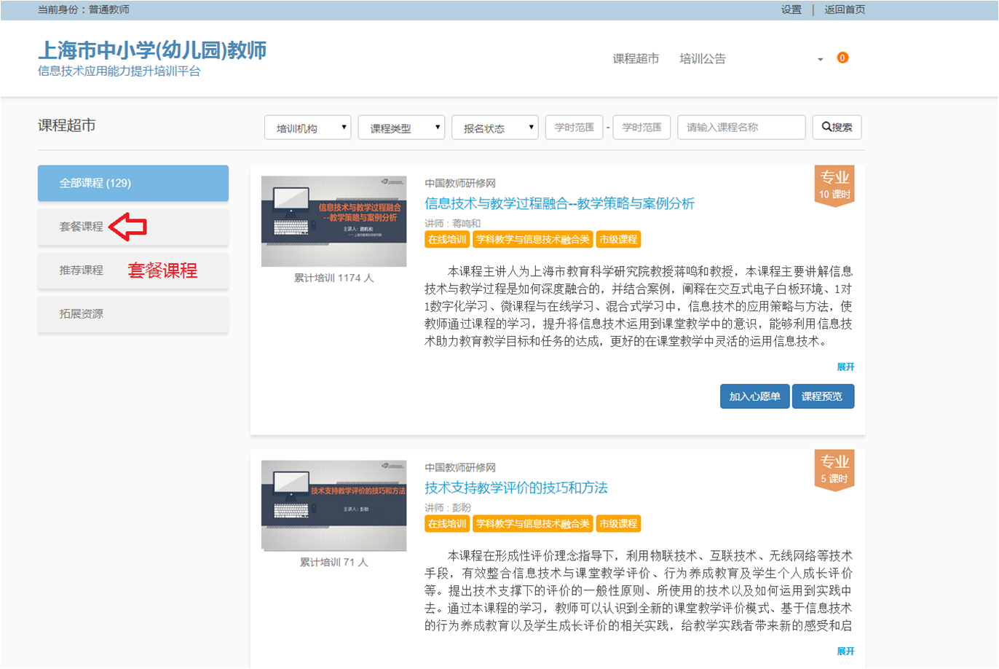 当前身份：普通教师
设置 | 返回首页
上海市中小学(幼儿园)教师
信息技术应用能力提升培训平台
课程超市 培训公告 0
课程超市
培训机构 课程类型 报名状态 学时范围 - 学时范围 请输入课程名称 搜索
全部课程 (129)
套餐课程
推荐课程
套餐课程
拓展资源
信息技术与教学过程融合
--教学策略与案例分析
主讲人：蒋鸣和
累计培训 1174 人
中国教师研修网
信息技术与教学过程融合--教学策略与案例分析
讲师：蒋鸣和
在线培训 学科教学与信息技术融合类 市级课程
专业
10 课时
本课程主讲人为上海市教育科学研究院教授蒋鸣和教授，本课程主要讲解信息
技术与教学过程是如何深度融合的，并结合案例，阐释在交互式电子白板环境、1对
1数字化学习、微课程与在线学习、混合式学习中，信息技术的应用策略与方法，使
教师通过课程的学习，提升将信息技术运用到课堂教学中的意识，能够利用信息技
术助力教育教学目标和任务的达成，更好的在课堂教学中灵活的运用信息技术。
展开
加入心愿单 课程预览
技术支持教学评价的技巧和方法
主讲人：彭盼
累计培训 71 人
中国教师研修网
技术支持教学评价的技巧和方法
讲师：彭盼
在线培训 学科教学与信息技术融合类 市级课程
专业
5 课时
本课程在形成性评价理念指导下，利用物联技术、互联技术、无线网络等技术
手段，有效整合信息技术与课堂教学评价、行为养成教育及学生个人成长评价
等。提出技术支撑下的评价的一般性原则、所使用的技术以及如何运用到实践中
去。通过本课程的学习，教师可以认识到全新的课堂教学评价模式、基于信息技术
的行为养成教育以及学生成长评价的相关实践，给教学实践者带来新的感受和启
展开